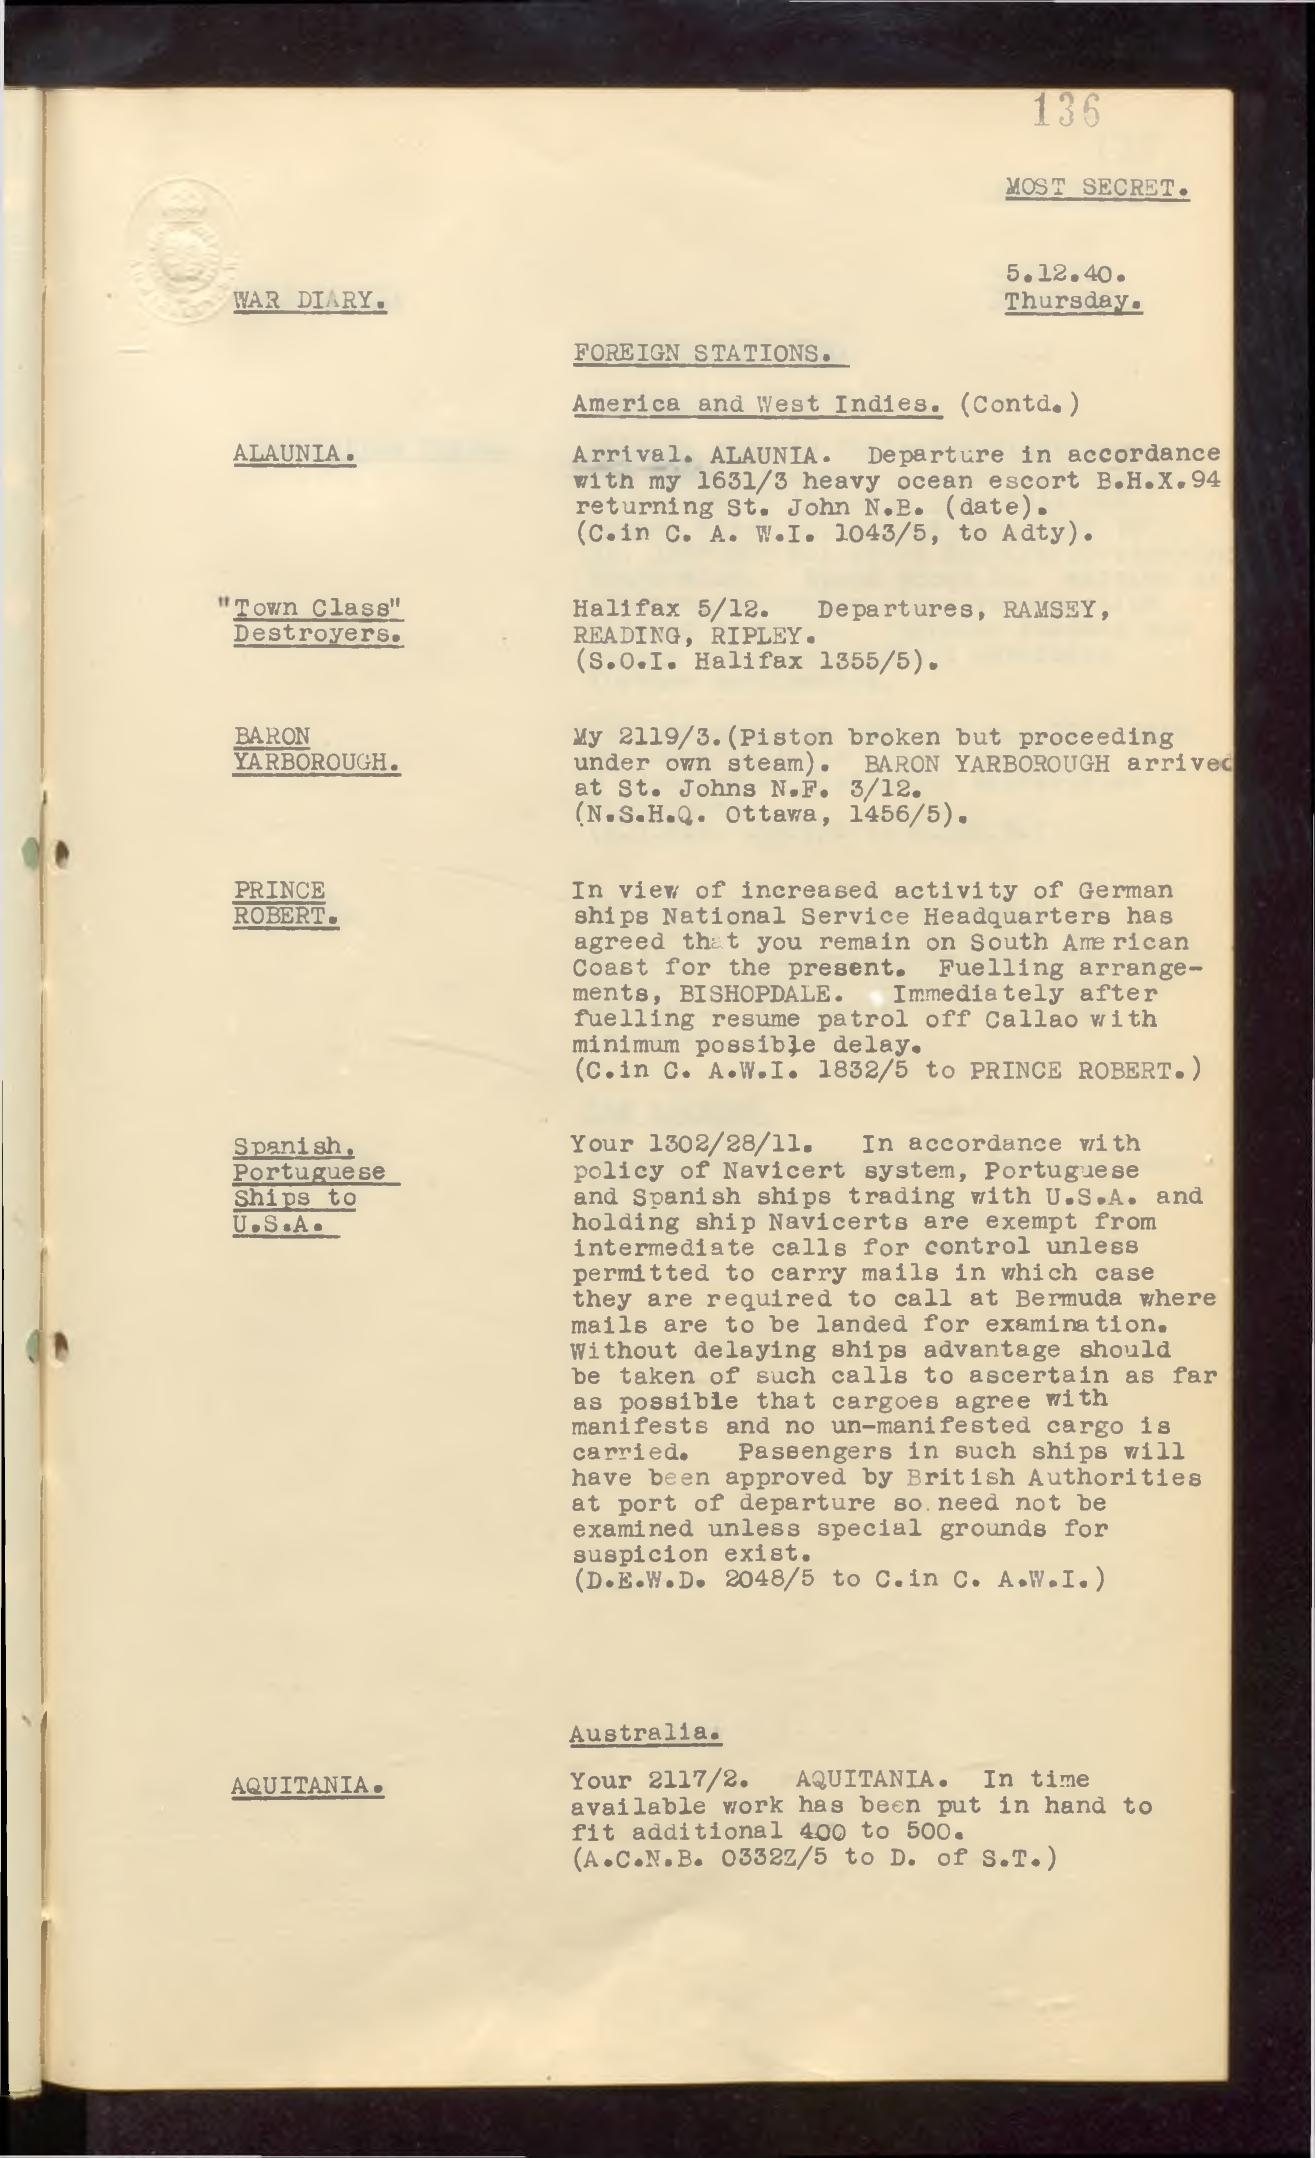 136
MOST SECRET.
5.12.40.
WAR DIARY.
Thursday.
FOREIGN STATIONS.
America and West Indies. (Contd.)
ALAUNIA.
Arrival. ALAUNIA. Departure in accordance
with my 1631/3 heavy ocean escort B.H.X.94
returning St. John N.B. (date).
(C.in C. A. W.I. 1043/5, to Adty).
"Town Class"
Destroyers.
Halifax 5/12. Departures, RAMSEY,
READING, RIPLEY.
(S.O.I. Halifax 1355/5).
BARON
YARBOROUGH.
My 2119/3.(Piston broken but proceeding
under own steam). BARON YARBOROUGH arrived
at St. Johns N.F. 3/12.
(N.S.H.Q. Ottawa, 1456/5).
PRINCE
ROBERT.
In view of increased activity of German
ships National Service Headquarters has
agreed that you remain on South American
Coast for the present. Fuelling arrange-
ments, BISHOPDALE. Immediately after
fuelling resume patrol off Callao with
minimum possible delay.
(C.in C. A.W.I. 1832/5 to PRINCE ROBERT.)
Spanish,
Portuguese
Ships to
U.S.A.
Your 1302/28/11. In accordance with
policy of Navicert system, Portuguese
and Spanish ships trading with U.S.A. and
holding ship Navicerts are exempt from
intermediate calls for control unless
permitted to carry mails in which case
they are required to call at Bermuda where
mails are to be landed for examination.
Without delaying ships advantage should
be taken of such calls to ascertain as far
as possible that cargoes agree with
manifests and no un-manifested cargo is
carried. Passengers in such ships will
have been approved by British Authorities
at port of departure so need not be
examined unless special grounds for
suspicion exist.
(D.E.W.D. 2048/5 to C.in C. A.W.I.)
Australia.
AQUITANIA.
Your 2117/2. AQUITANIA. In time
available work has been put in hand to
fit additional 400 to 500.
(A.C.N.B. 0332Z/5 to D. of S.T.)